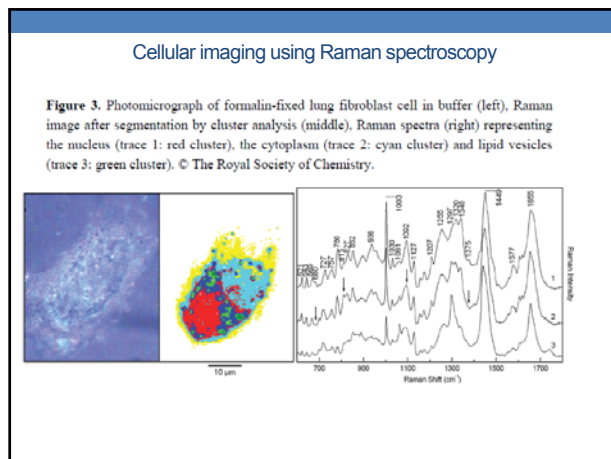 Cellular imaging using Raman spectroscopy
Figure 3. Photomicrograph of formalin-fixed lung fibroblast cell in buffer (left), Raman
image after segmentation by cluster analysis (middle), Raman spectra (right) representing
the nucleus (trace 1: red cluster), the cytoplasm (trace 2: cyan cluster) and lipid vesicles
(trace 3: green cluster). © The Royal Society of Chemistry.
10 μm
786
936
1003
1092
1127
1207
1255
1375
1449
1577
1655
1
2
3
Raman Intensity
700 900 1100 1300 1500 1700
Raman Shift (cm⁻¹)